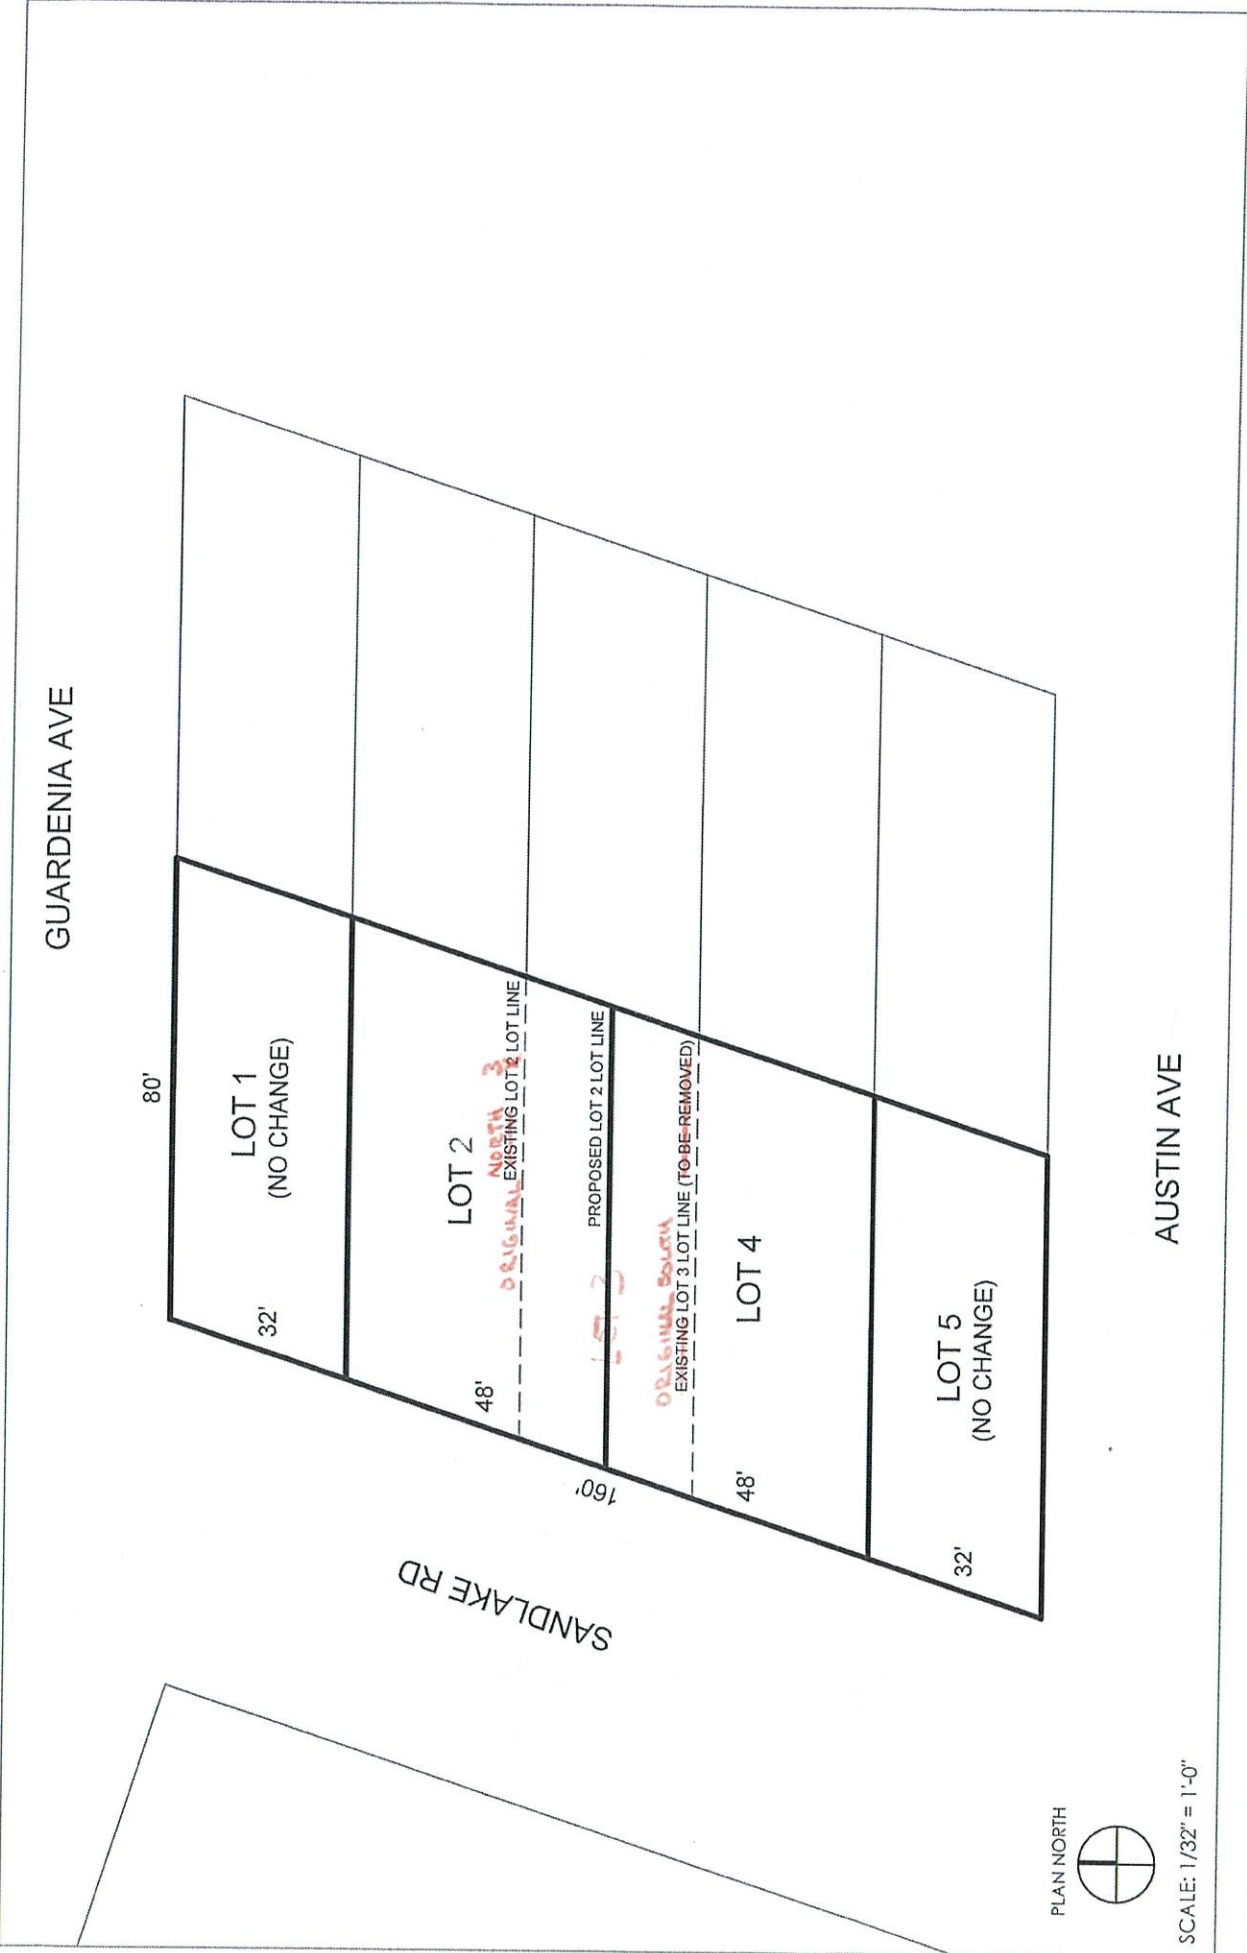 GUARDENIA AVE
80'
LOT 1
(NO CHANGE)
32'
LOT 2
ORIGINAL NORTH 3
EXISTING LOT 2 LOT LINE
48'
PROPOSED LOT 2 LOT LINE
LOT 3
160'
ORIGINAL SOUTH
EXISTING LOT 3 LOT LINE (TO BE REMOVED)
LOT 4
48'
LOT 5
(NO CHANGE)
32'
SANDLAKE RD
AUSTIN AVE
PLAN NORTH
SCALE: 1/32" = 1'-0"